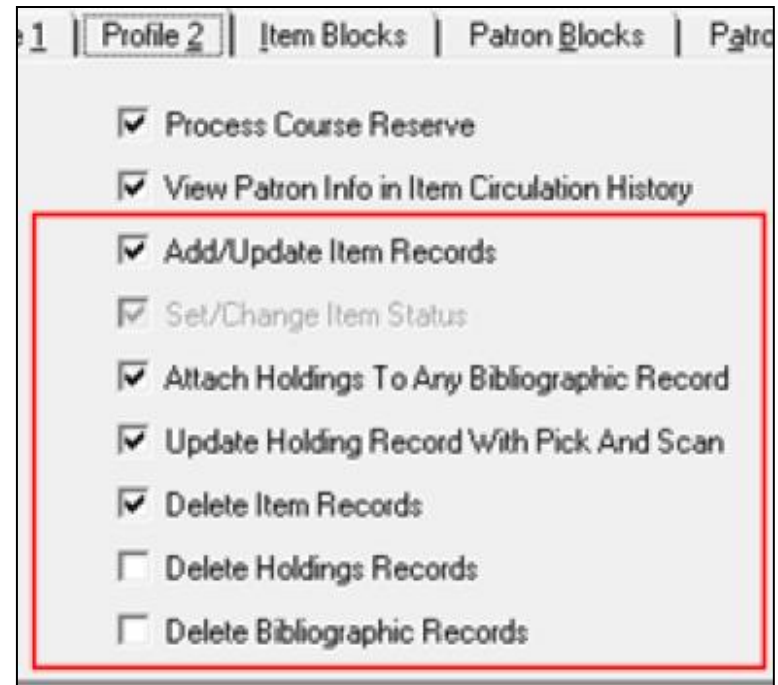 e 1 Profile 2 Item Blocks Patron Blocks Patro
Process Course Reserve
View Patron Info in Item Circulation History
Add/Update Item Records
Set/Change Item Status
Attach Holdings To Any Bibliographic Record
Update Holding Record With Pick And Scan
Delete Item Records
Delete Holdings Records
Delete Bibliographic Records